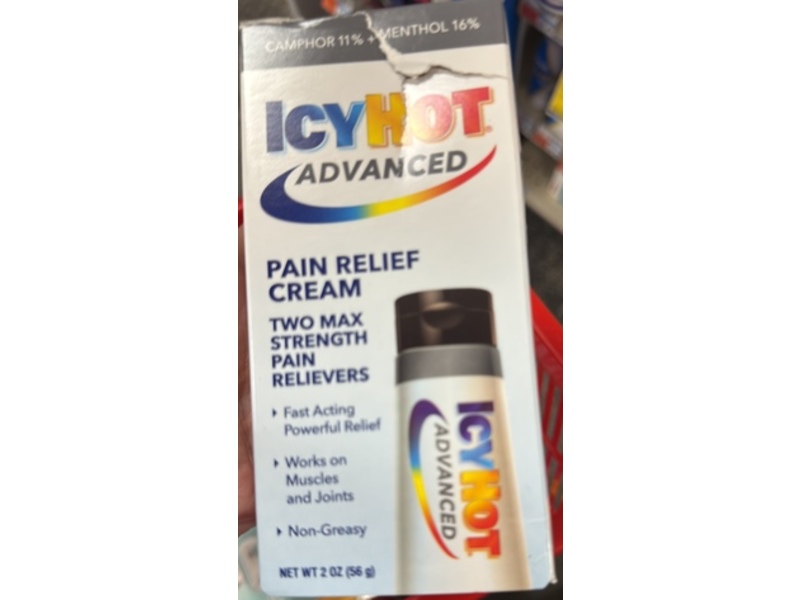 CAMPHOR 11% + MENTHOL 16%
ICYHOT
ADVANCED
PAIN RELIEF
CREAM
TWO MAX
STRENGTH
PAIN
RELIEVERS
Fast Acting
Powerful Relief
Works on
Muscles
and Joints
Non-Greasy
NET WT 2 OZ (56 g)
ICYHOT
ADVANCED